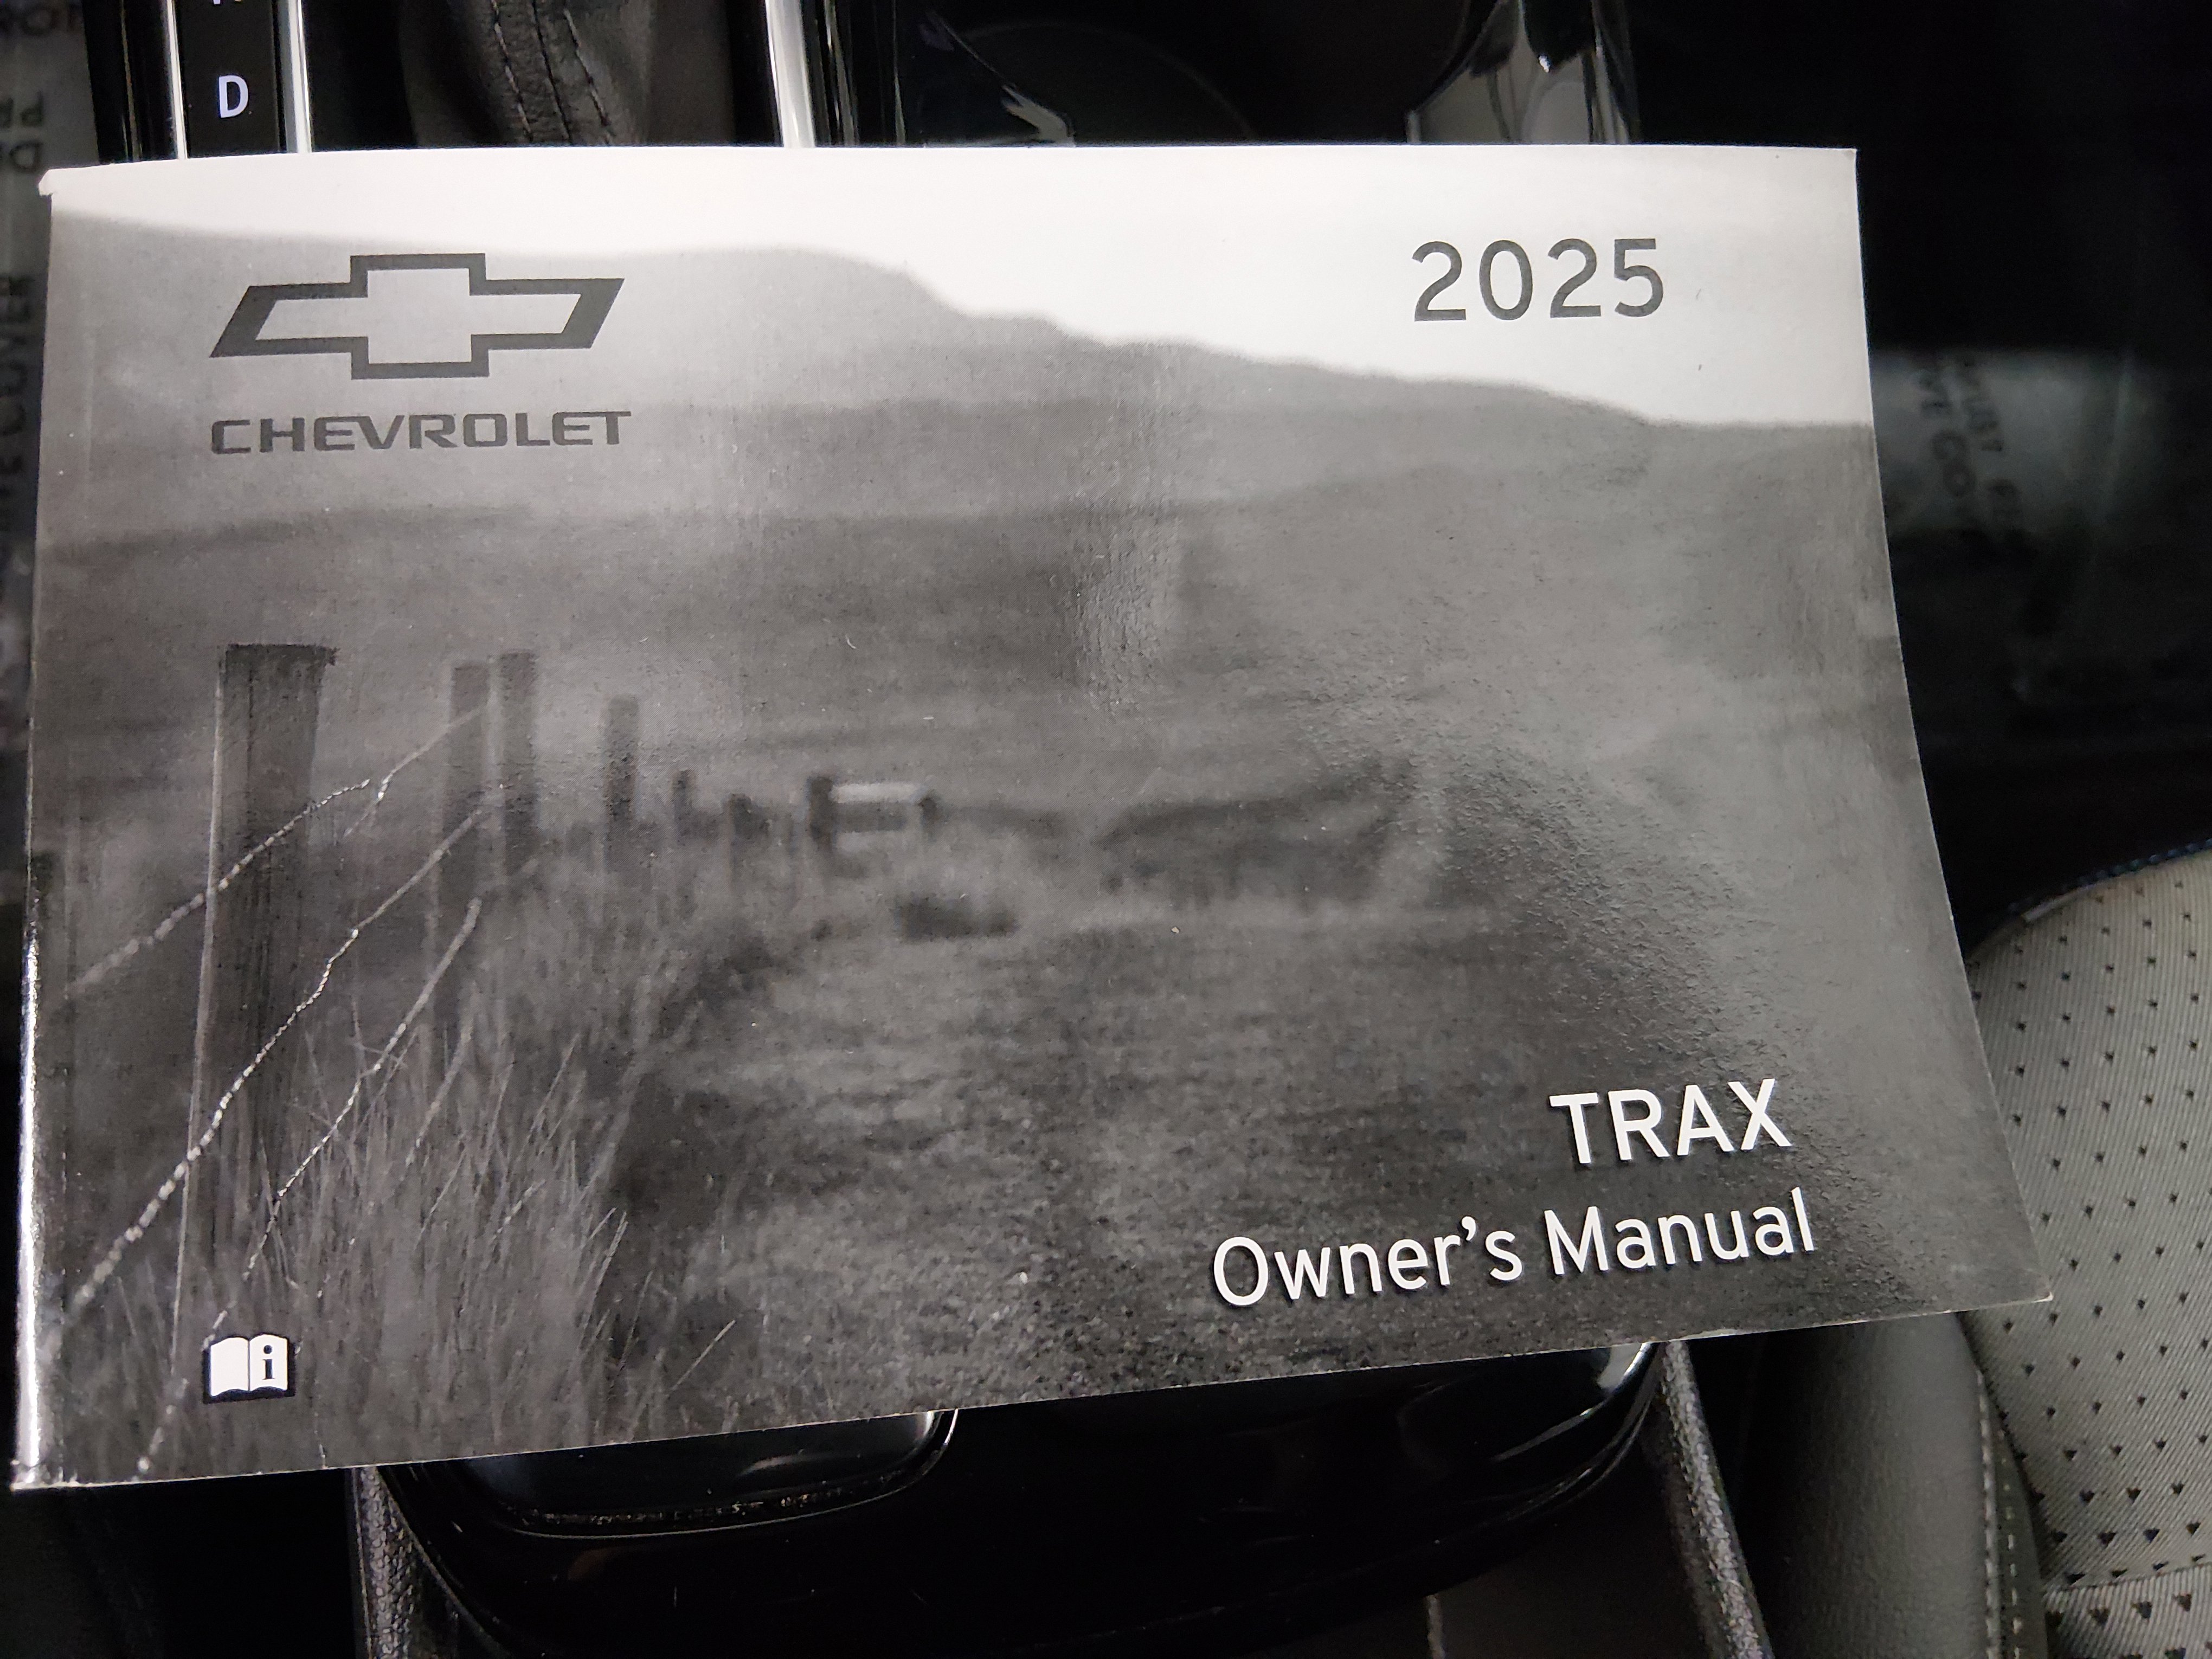 D
2025
CHEVROLET
TRAX
Owner's Manual
i